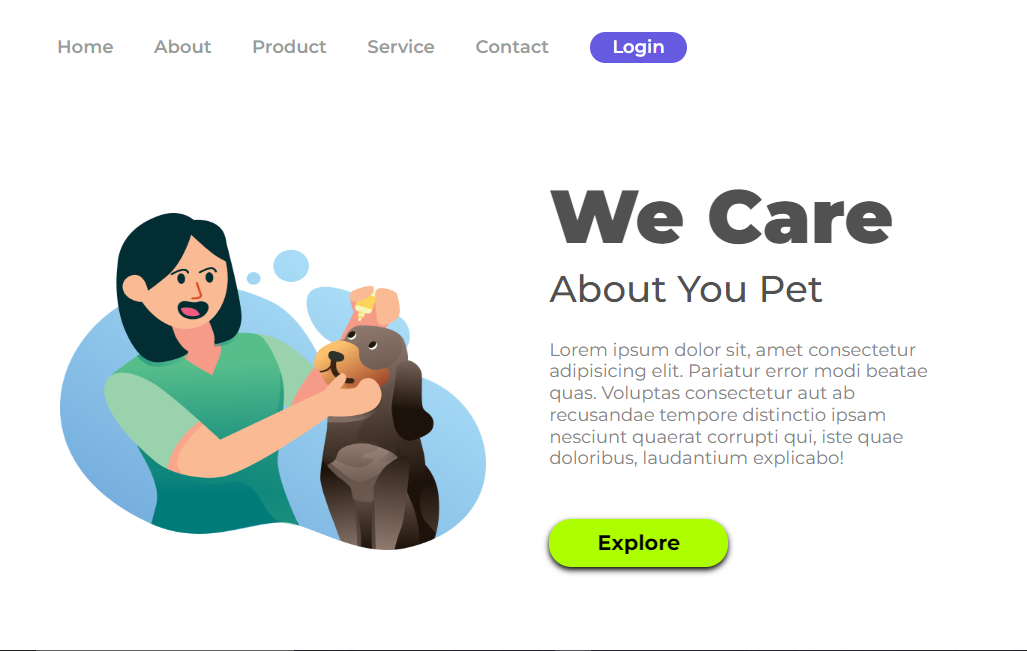 Home About Product Service Contact Login
We Care
About You Pet
Lorem ipsum dolor sit, amet consectetur
adipisicing elit. Pariatur error modi beatae
quas. Voluptas consectetur aut ab
recusandae tempore distinctio ipsam
nesciunt quaerat corrupti qui, iste quae
doloribus, laudantium explicabo!
Explore